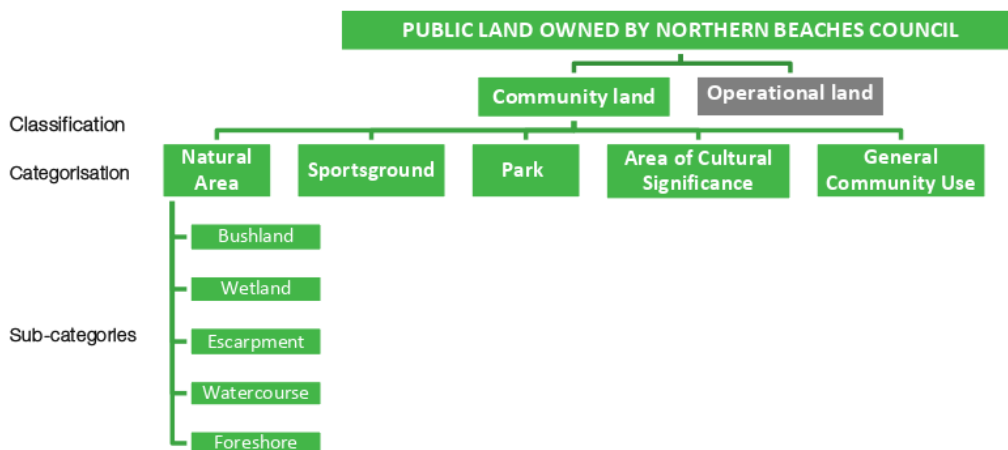 PUBLIC LAND OWNED BY NORTHERN BEACHES COUNCIL
Community land
Operational land
Classification
Categorisation
Natural
Area
Sportsground
Park
Area of Cultural
Significance
General
Community Use
Sub-categories
Bushland
Wetland
Escarpment
Watercourse
Foreshore